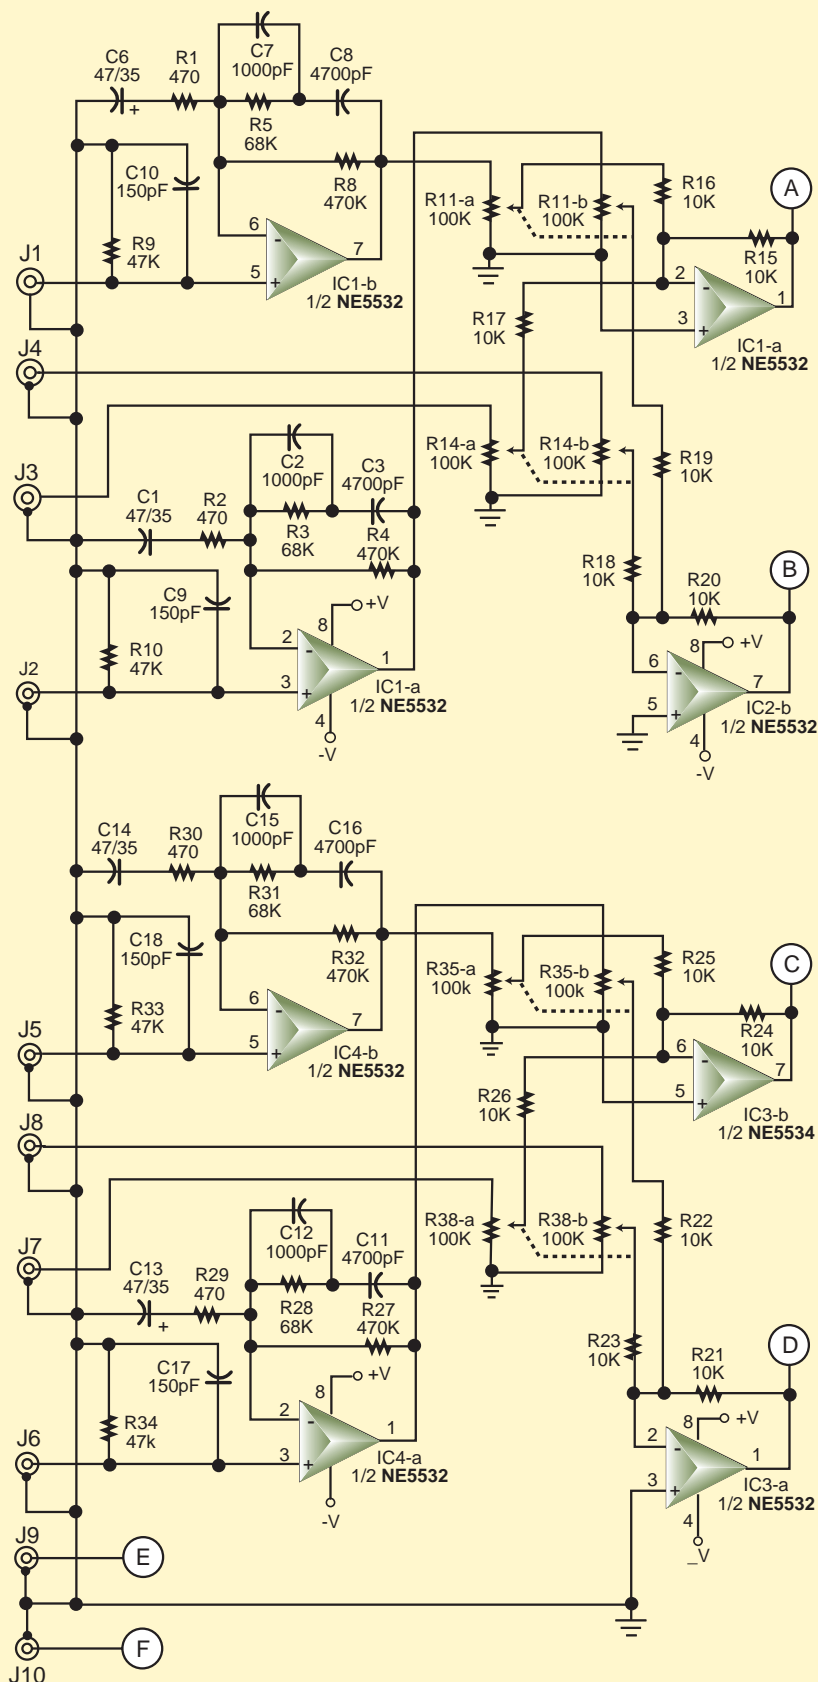 C7
1000pF
C6
47/35
+
R1
470
C8
4700pF
R5
68K
C10
150pF
R8
470K
R9
47K
6
-
7
5
+
IC1-b
1/2 NE5532
J1
R11-a
100K
R11-b
100K
R16
10K
A
R15
10K
2
-
1
3
+
IC1-a
1/2 NE5532
R17
10K
J4
J3
C2
1000pF
C3
4700pF
C1
47/35
R2
470
R3
68K
R4
470K
R14-a
100K
R14-b
100K
R19
10K
R18
10K
R20
10K
B
C9
150pF
R10
47K
8
+V
2
-
1
3
+
4
-V
IC1-a
1/2 NE5532
J2
8
+V
6
-
7
5
+
4
-V
IC2-b
1/2 NE5532
C15
1000pF
C14
47/35
R30
470
C16
4700pF
R31
68K
C18
150pF
R32
470K
R33
47K
6
-
7
5
+
IC4-b
1/2 NE5532
J5
R35-a
100k
R35-b
100k
R25
10K
C
R24
10K
6
-
7
5
+
IC3-b
1/2 NE5534
R26
10K
J8
J7
C12
1000pF
C11
4700pF
C13
47/35
+
R29
470
R28
68K
R27
470K
R38-a
100K
R38-b
100K
R22
10K
R23
10K
R21
10K
D
C17
150pF
R34
47k
8
+V
2
-
1
3
+
4
-V
IC4-a
1/2 NE5532
J6
8
+V
2
-
1
3
+
4
_V
IC3-a
1/2 NE5532
J9
E
F
J10